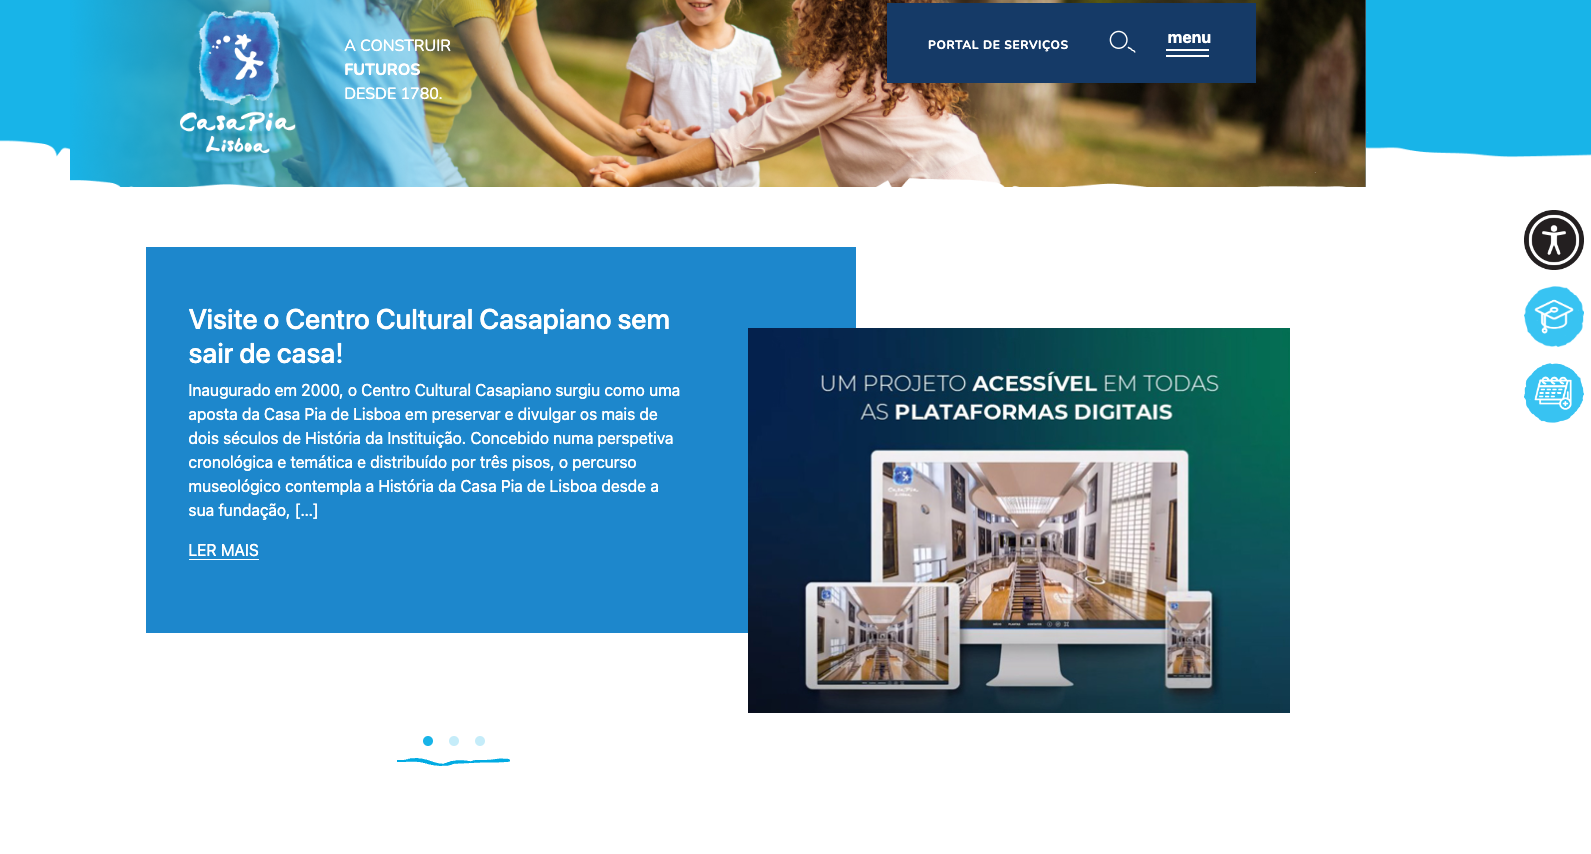 CasaPia
Lisboa
A CONSTRUIR
FUTUROS
DESDE 1780.
PORTAL DE SERVIÇOS
menu
Visite o Centro Cultural Casapiano sem
sair de casa!
Inaugurado em 2000, o Centro Cultural Casapiano surgiu como uma
aposta da Casa Pia de Lisboa em preservar e divulgar os mais de
dois séculos de História da Instituição. Concebido numa perspetiva
cronológica e temática e distribuído por três pisos, o percurso
museológico contempla a História da Casa Pia de Lisboa desde a
sua fundação, [...]
LER MAIS
UM PROJETO ACESSÍVEL EM TODAS
AS PLATAFORMAS DIGITAIS
CasaPia
Lisboa